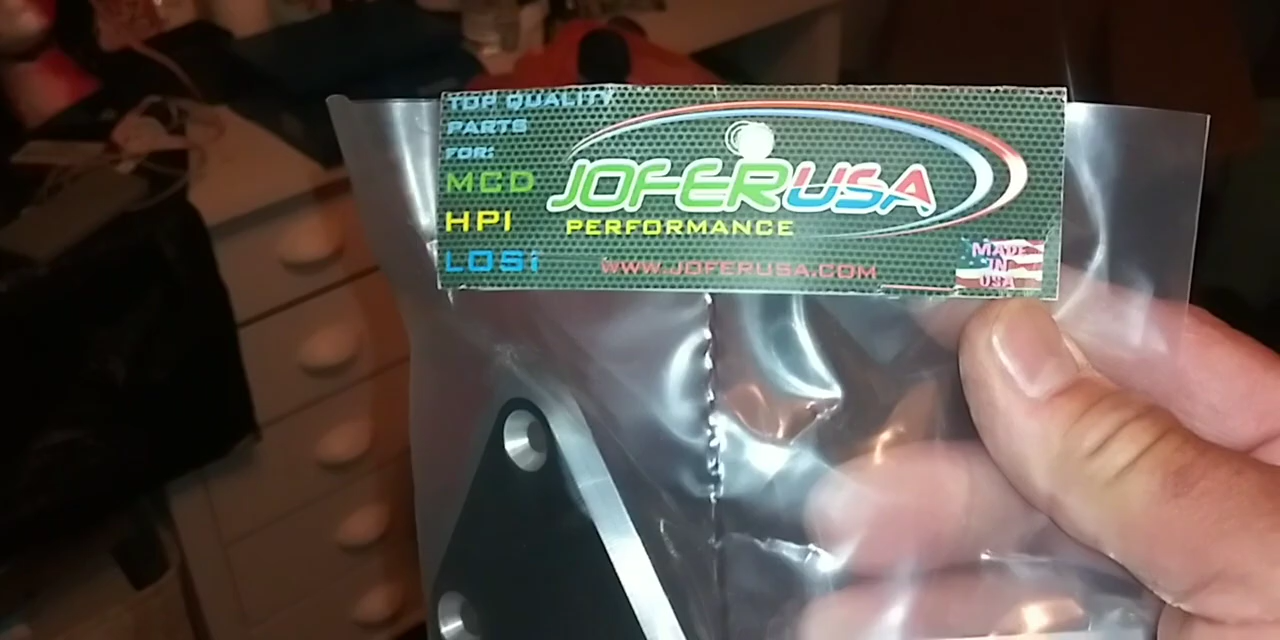 TOP QUALITY
PARTS
FOR:
MCD
HPI
LOSi
JOFERUSA
PERFORMANCE
WWW.JOFERUSA.COM
MADE
IN
USA